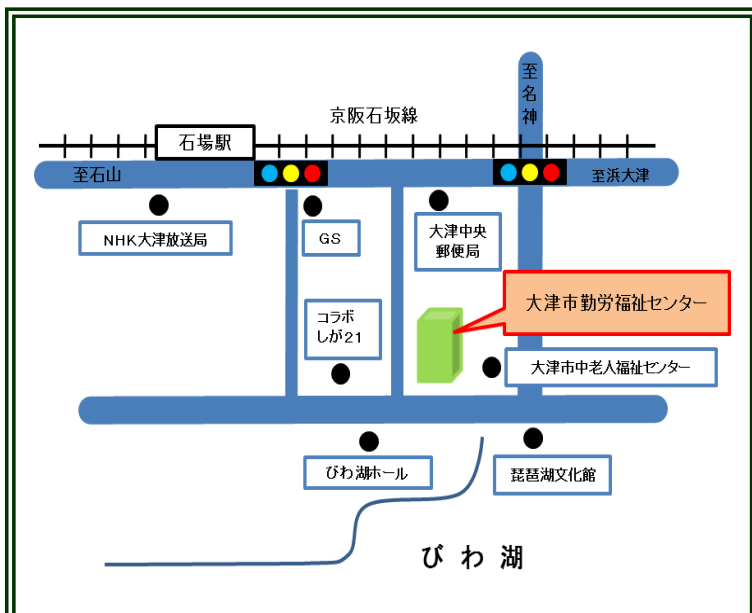 至名神
京阪石坂線
石場駅
至石山
至浜大津
NHK大津放送局
GS
大津中央
郵便局
大津市勤労福祉センター
コラボ
しが21
大津市中老人福祉センター
びわ湖ホール
琵琶湖文化館
びわ湖